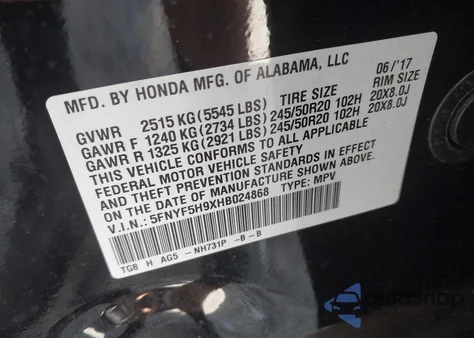 MFD. BY HONDA MFG. OF ALABAMA, LLC 06/'17
GVWR 2515 KG (5545 LBS) TIRE SIZE RIM SIZE
GAWR F 1240 KG (2734 LBS) 245/50R20 102H 20X8.0J
GAWR R 1325 KG (2921 LBS) 245/50R20 102H 20X8.0J
THIS VEHICLE CONFORMS TO ALL APPLICABLE
FEDERAL MOTOR VEHICLE SAFETY
AND THEFT PREVENTION STANDARDS IN EFFECT
ON THE DATE OF MANUFACTURE SHOWN ABOVE.
V.I.N.: 5FNYF5H9XHB024868 TYPE: MPV
TG8 H AG5 - NH731P -B - B
AutoSnap